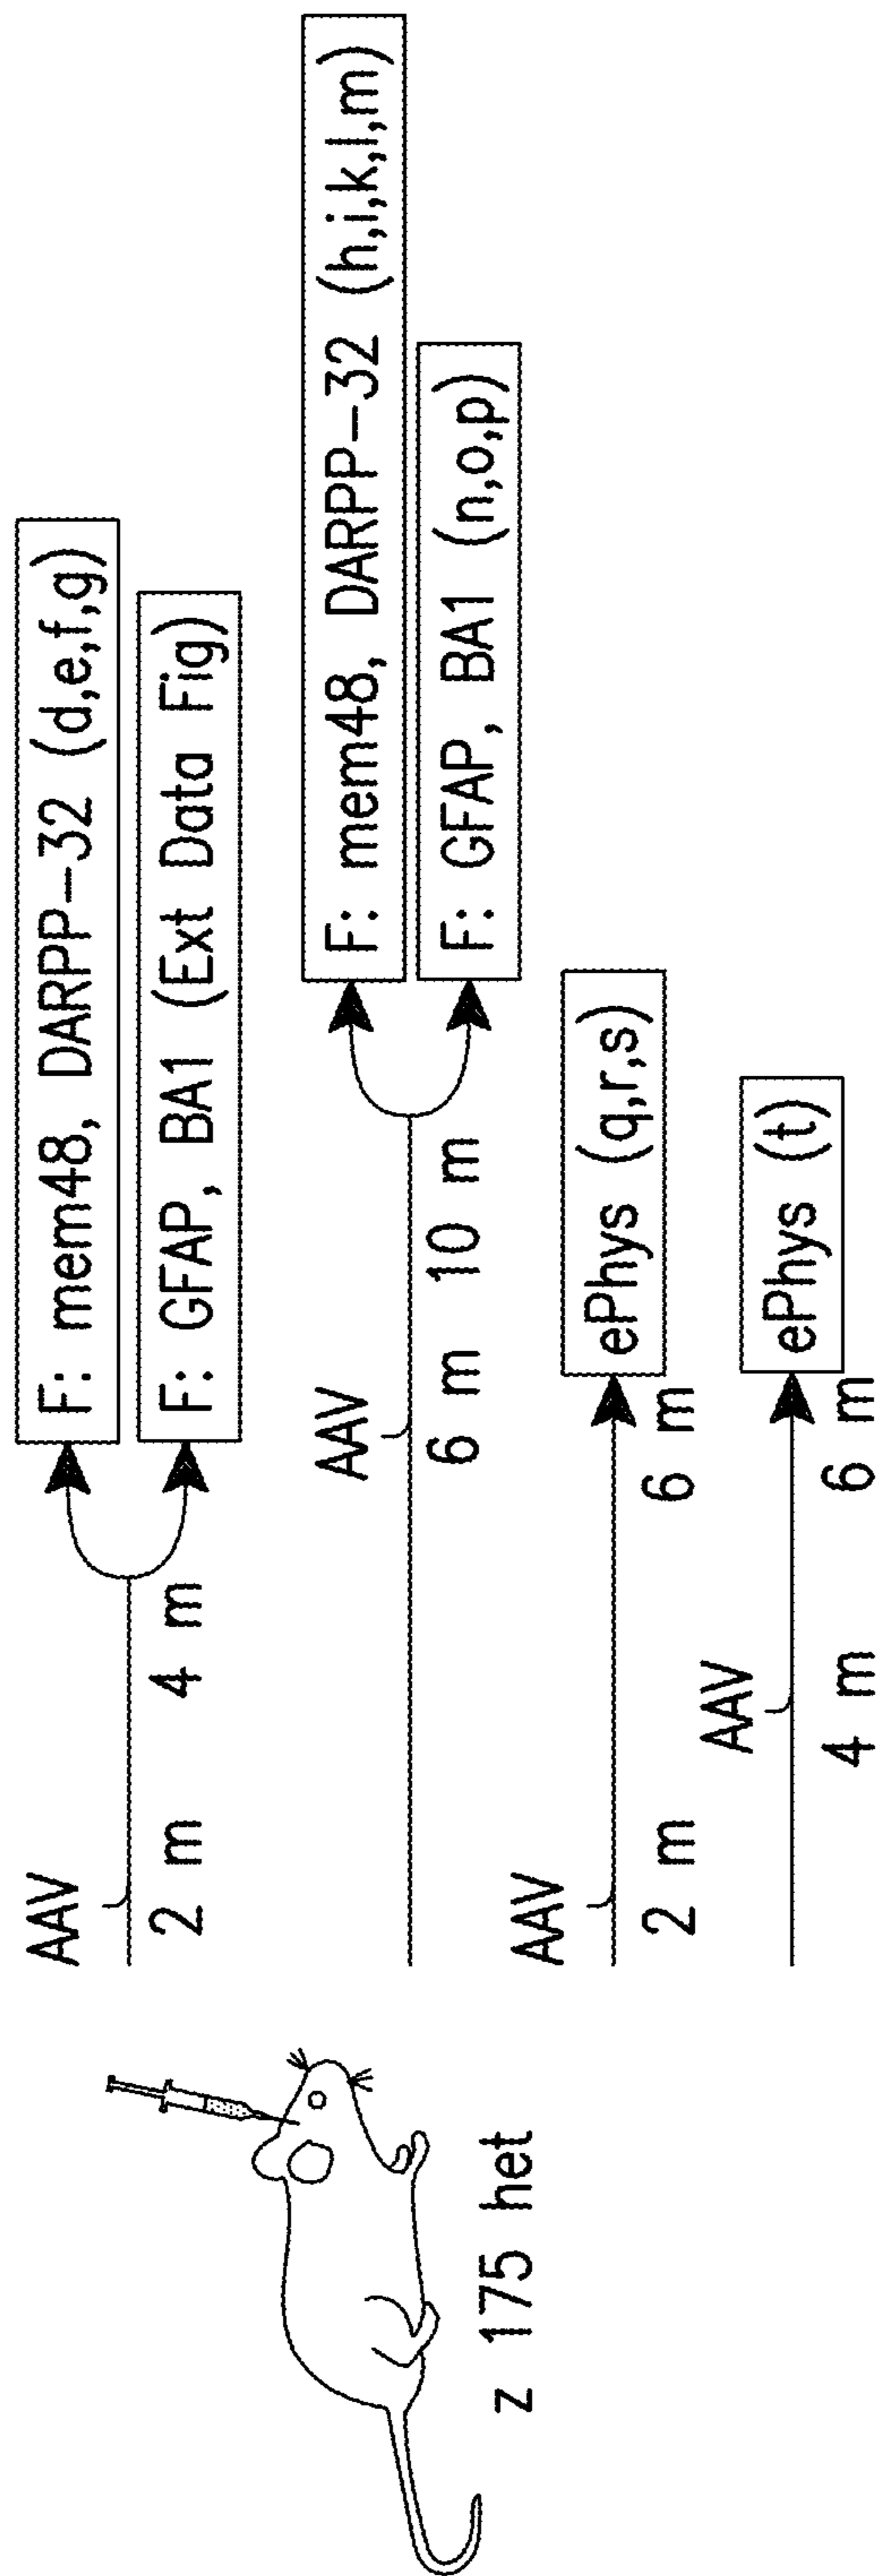 z 175 het
AAV
2 m 4 m
F: mem48, DARPP-32 (d,e,f,g)
F: GFAP, BA1 (Ext Data Fig)
AAV
6 m 10 m
F: mem48, DARPP-32 (h,i,k,l,m)
F: GFAP, BA1 (n,o,p)
AAV
2 m 6 m
ePhys (q,r,s)
AAV
4 m 6 m
ePhys (t)